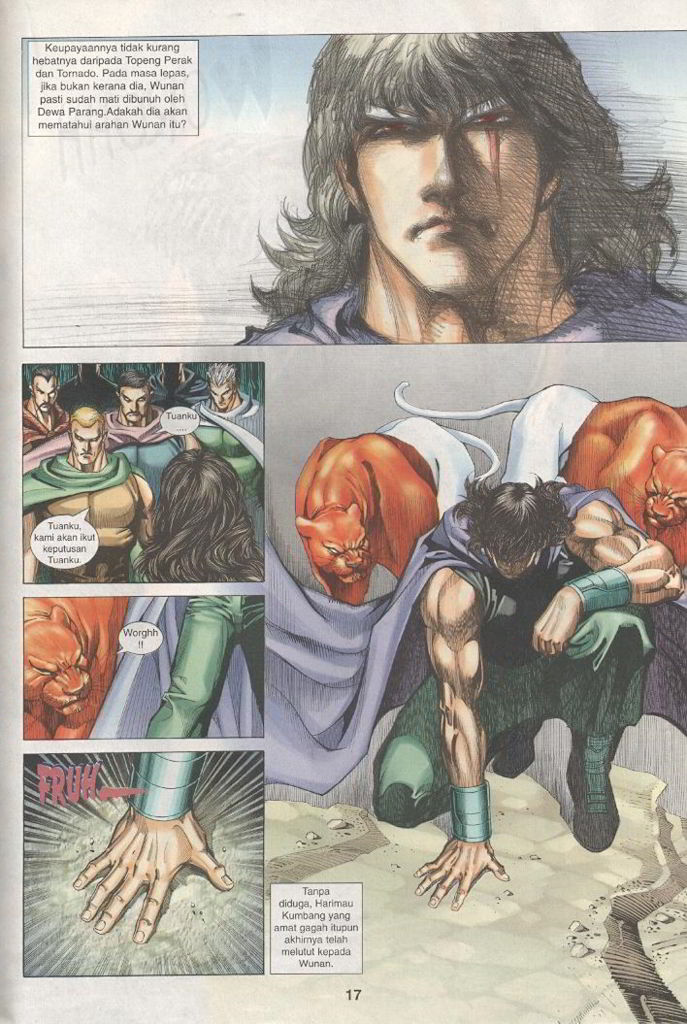 Keupayaannya tidak kurang
hebatnya daripada Topeng Perak
dan Tornado. Pada masa lepas,
jika bukan kerana dia, Wunan
pasti sudah mati dibunuh oleh
Dewa Parang.Adakah dia akan
mematahui arahan Wunan itu?
Tuanku
....
Tuanku,
kami akan ikut
keputusan
Tuanku.
Worghh
!!
FRUH
Tanpa
diduga, Harimau
Kumbang yang
amat gagah itupun
akhirnya telah
melutut kepada
Wunan.
17